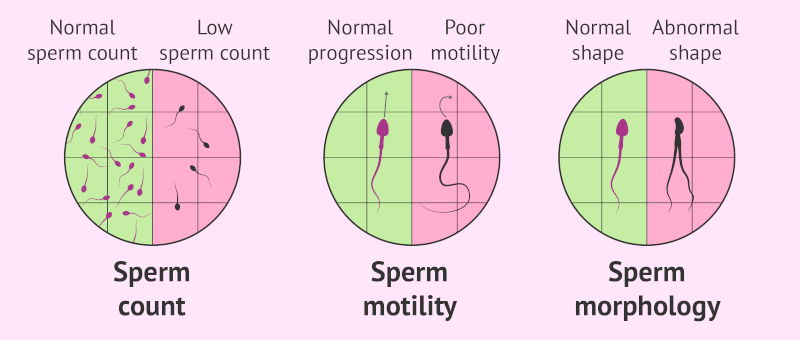 Normal
sperm count
Low
sperm count
Normal
progression
Poor
motility
Normal
shape
Abnormal
shape
Sperm
count
Sperm
motility
Sperm
morphology